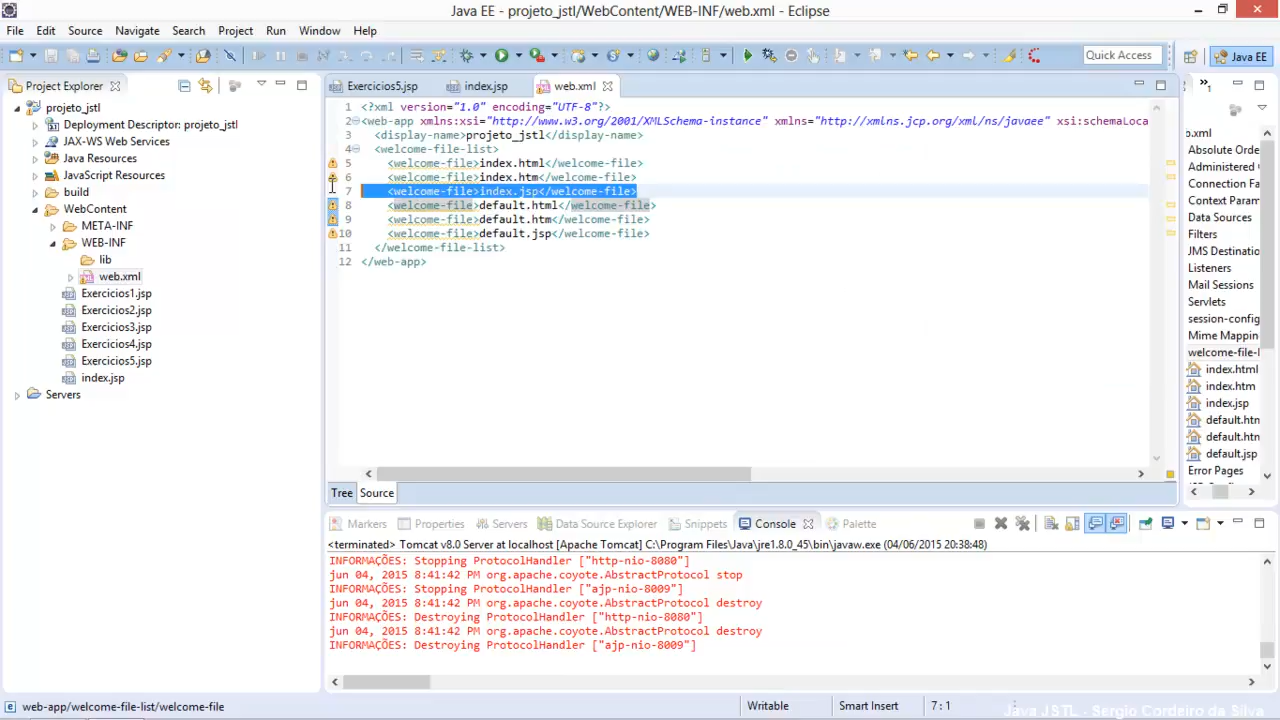 Java EE - projeto_jstl/WebContent/WEB-INF/web.xml - Eclipse
File Edit Source Navigate Search Project Run Window Help
Quick Access
Java EE
Project Explorer
projeto_jstl
Deployment Descriptor: projeto_jstl
JAX-WS Web Services
Java Resources
JavaScript Resources
build
WebContent
META-INF
WEB-INF
lib
web.xml
Exercicios1.jsp
Exercicios2.jsp
Exercicios3.jsp
Exercicios4.jsp
Exercicios5.jsp
index.jsp
Servers
Exercicios5.jsp index.jsp web.xml
1 <?xml version="1.0" encoding="UTF-8"?>
2 <web-app xmlns:xsi="http://www.w3.org/2001/XMLSchema-instance" xmlns="http://xmlns.jcp.org/xml/ns/javaee" xsi:schemaLoca
3 <display-name>projeto_jstl</display-name>
4 <welcome-file-list>
5 <welcome-file>index.html</welcome-file>
6 <welcome-file>index.htm</welcome-file>
7 <welcome-file>index.jsp</welcome-file>
8 <welcome-file>default.html</welcome-file>
9 <welcome-file>default.htm</welcome-file>
10 <welcome-file>default.jsp</welcome-file>
11 </welcome-file-list>
12 </web-app>
Tree Source
»1
b.xml
Absolute Orde
Administered
Connection Fa
Context Param
Data Sources
Filters
JMS Destinatio
Listeners
Mail Sessions
Servlets
session-config
Mime Mappin
welcome-file-l
index.html
index.htm
index.jsp
default.htn
default.htn
default.jsp
Error Pages
Markers Properties Servers Data Source Explorer Snippets Console Palette
<terminated> Tomcat v8.0 Server at localhost [Apache Tomcat] C:\Program Files\Java\jre1.8.0_45\bin\javaw.exe (04/06/2015 20:38:48)
INFORMAÇÕES: Stopping ProtocolHandler ["http-nio-8080"]
jun 04, 2015 8:41:42 PM org.apache.coyote.AbstractProtocol stop
INFORMAÇÕES: Stopping ProtocolHandler ["ajp-nio-8009"]
jun 04, 2015 8:41:42 PM org.apache.coyote.AbstractProtocol destroy
INFORMAÇÕES: Destroying ProtocolHandler ["http-nio-8080"]
jun 04, 2015 8:41:42 PM org.apache.coyote.AbstractProtocol destroy
INFORMAÇÕES: Destroying ProtocolHandler ["ajp-nio-8009"]
web-app/welcome-file-list/welcome-file
Writable
Smart Insert
7 : 1
Java JSTL - Sergio Cordeiro da Silva